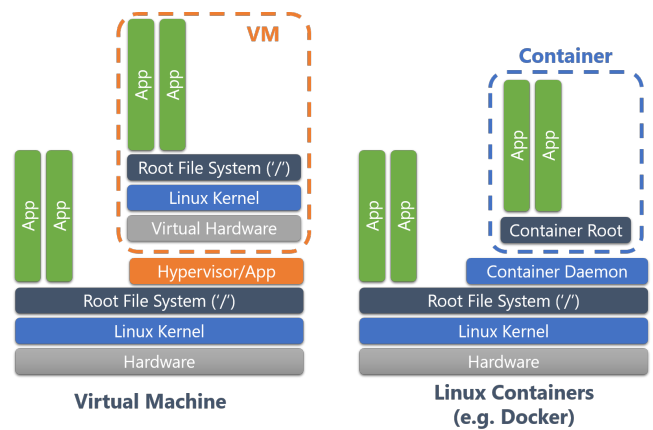 VM
App
App
Root File System (‘/’)
Linux Kernel
Virtual Hardware
App
App
Hypervisor/App
Root File System (‘/’)
Linux Kernel
Hardware
Virtual Machine
Container
App
App
Container Root
App
App
Container Daemon
Root File System (‘/’)
Linux Kernel
Hardware
Linux Containers
(e.g. Docker)